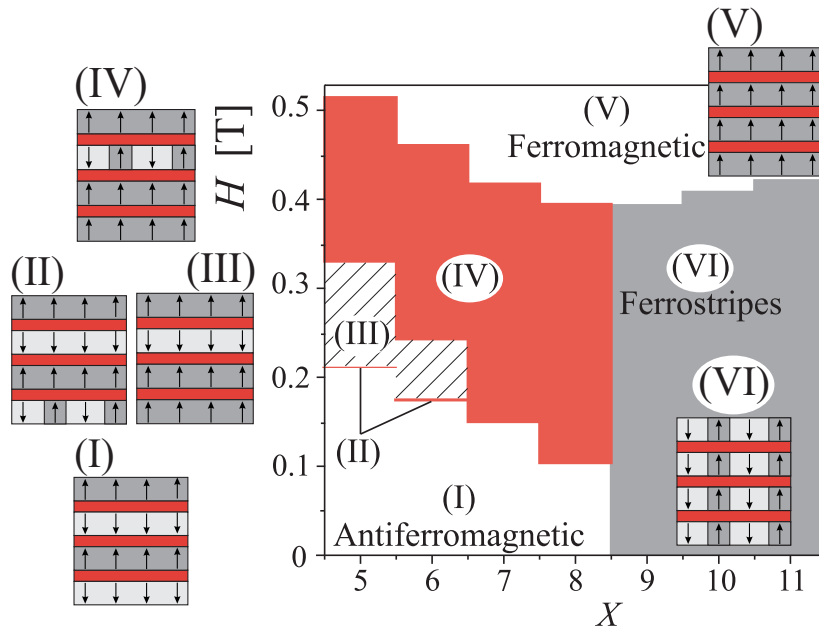 (V)
(IV)
H [T]
0.5
(V)
Ferromagnetic
0.4
(II)
(III)
(IV)
(VI)
Ferrostripes
0.3
(III)
0.2
(VI)
(I)
(II)
0.1
(I)
Antiferromagnetic
0
5 6 7 8 9 10 11
X